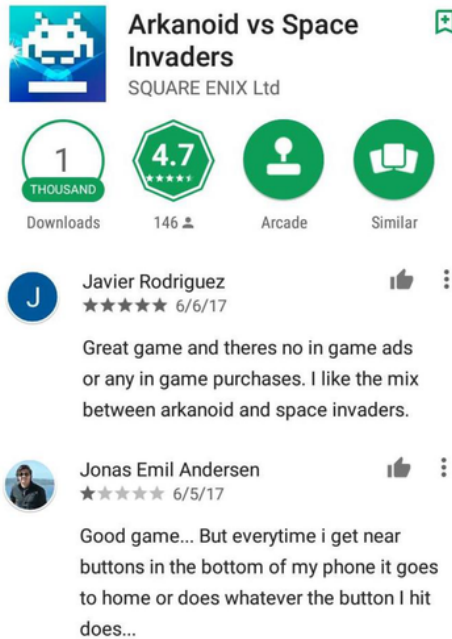 Arkanoid vs Space
Invaders
SQUARE ENIX Ltd
1
THOUSAND
Downloads
4.7
146
Arcade
Similar
J
Javier Rodriguez
6/6/17
Great game and theres no in game ads
or any in game purchases. I like the mix
between arkanoid and space invaders.
Jonas Emil Andersen
6/5/17
Good game... But everytime i get near
buttons in the bottom of my phone it goes
to home or does whatever the button I hit
does...